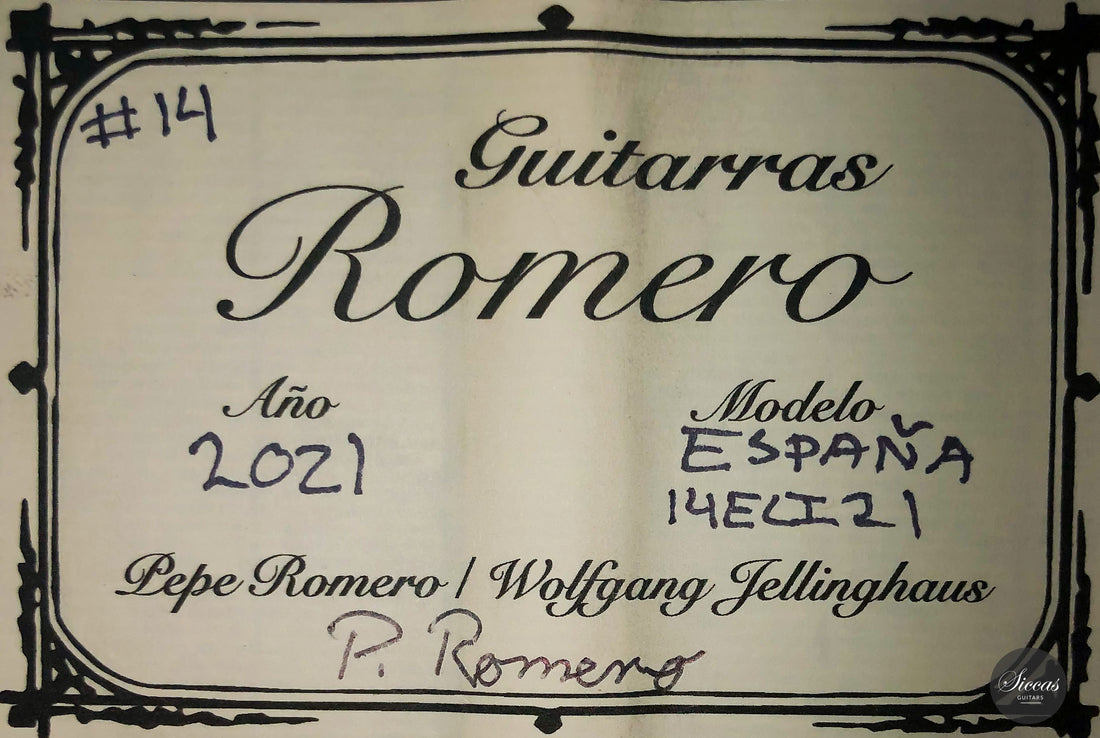 #14
Guitarras
Romero
Año
2021
Modelo
ESPAÑA
14ECI21
Pepe Romero / Wolfgang Jellinghaus
P. Romero
Siccas
GUITARS